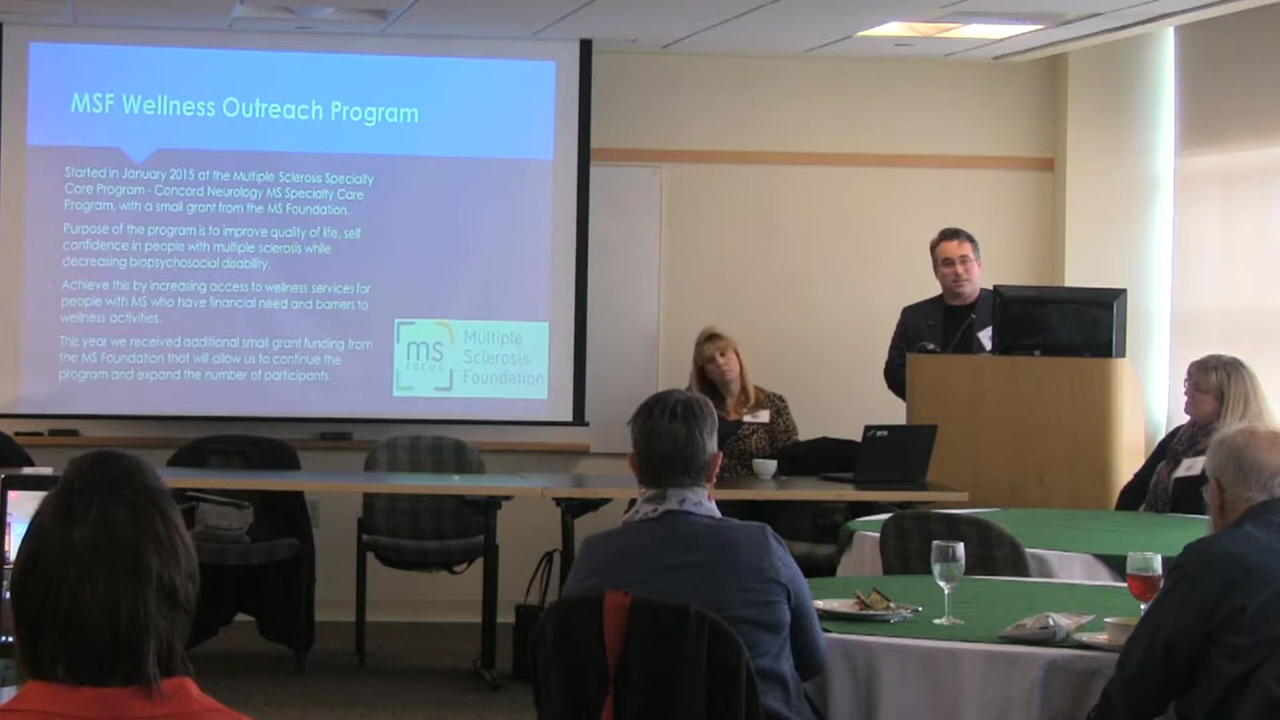 MSF Wellness Outreach Program
Started in January 2015 at the Multiple Sclerosis Specialty
Care Program - Concord Neurology MS Specialty Care
Program, with a small grant from the MS Foundation.
Purpose of the program is to improve quality of life, self
confidence in people with multiple sclerosis while
decreasing biopsychosocial disability.
Achieve this by increasing access to wellness services for
people with MS who have financial need and barriers to
wellness activities.
This year we received additional small grant funding from
the MS Foundation that will allow us to continue the
program and expand the number of participants.
ms
FOCUS
Multiple
Sclerosis
Foundation